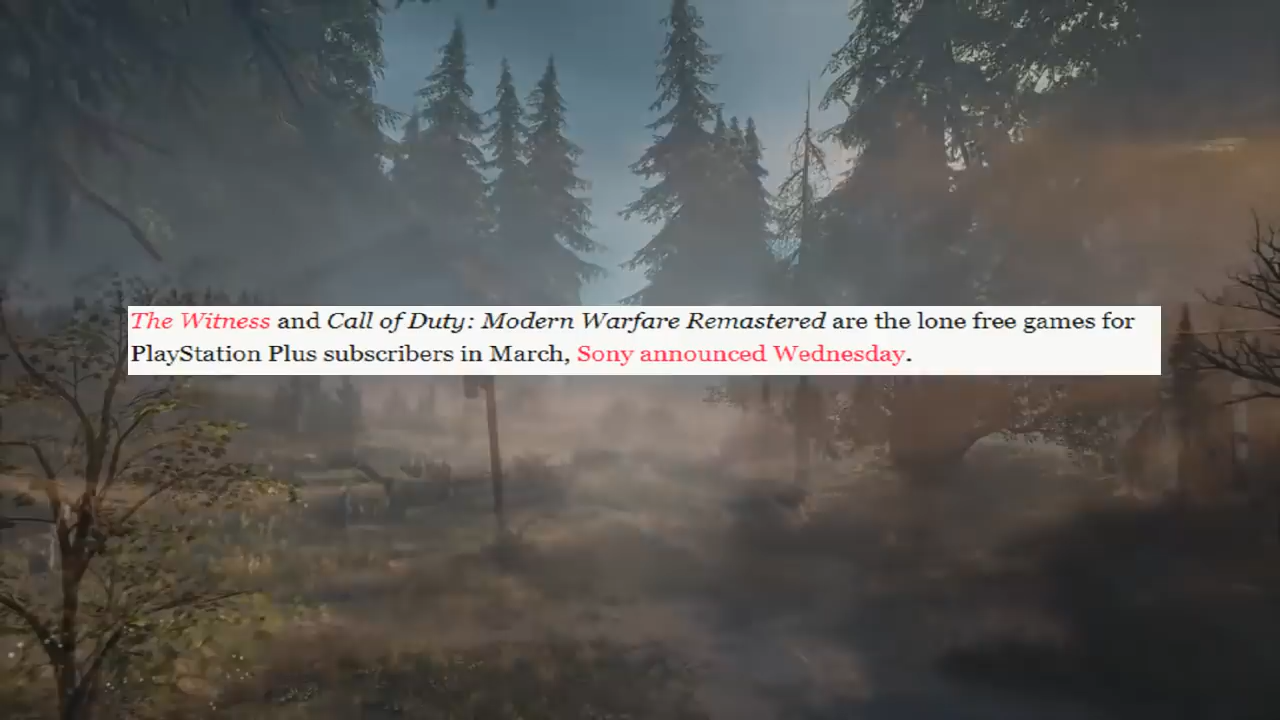 The Witness and Call of Duty: Modern Warfare Remastered are the lone free games for
PlayStation Plus subscribers in March, Sony announced Wednesday.